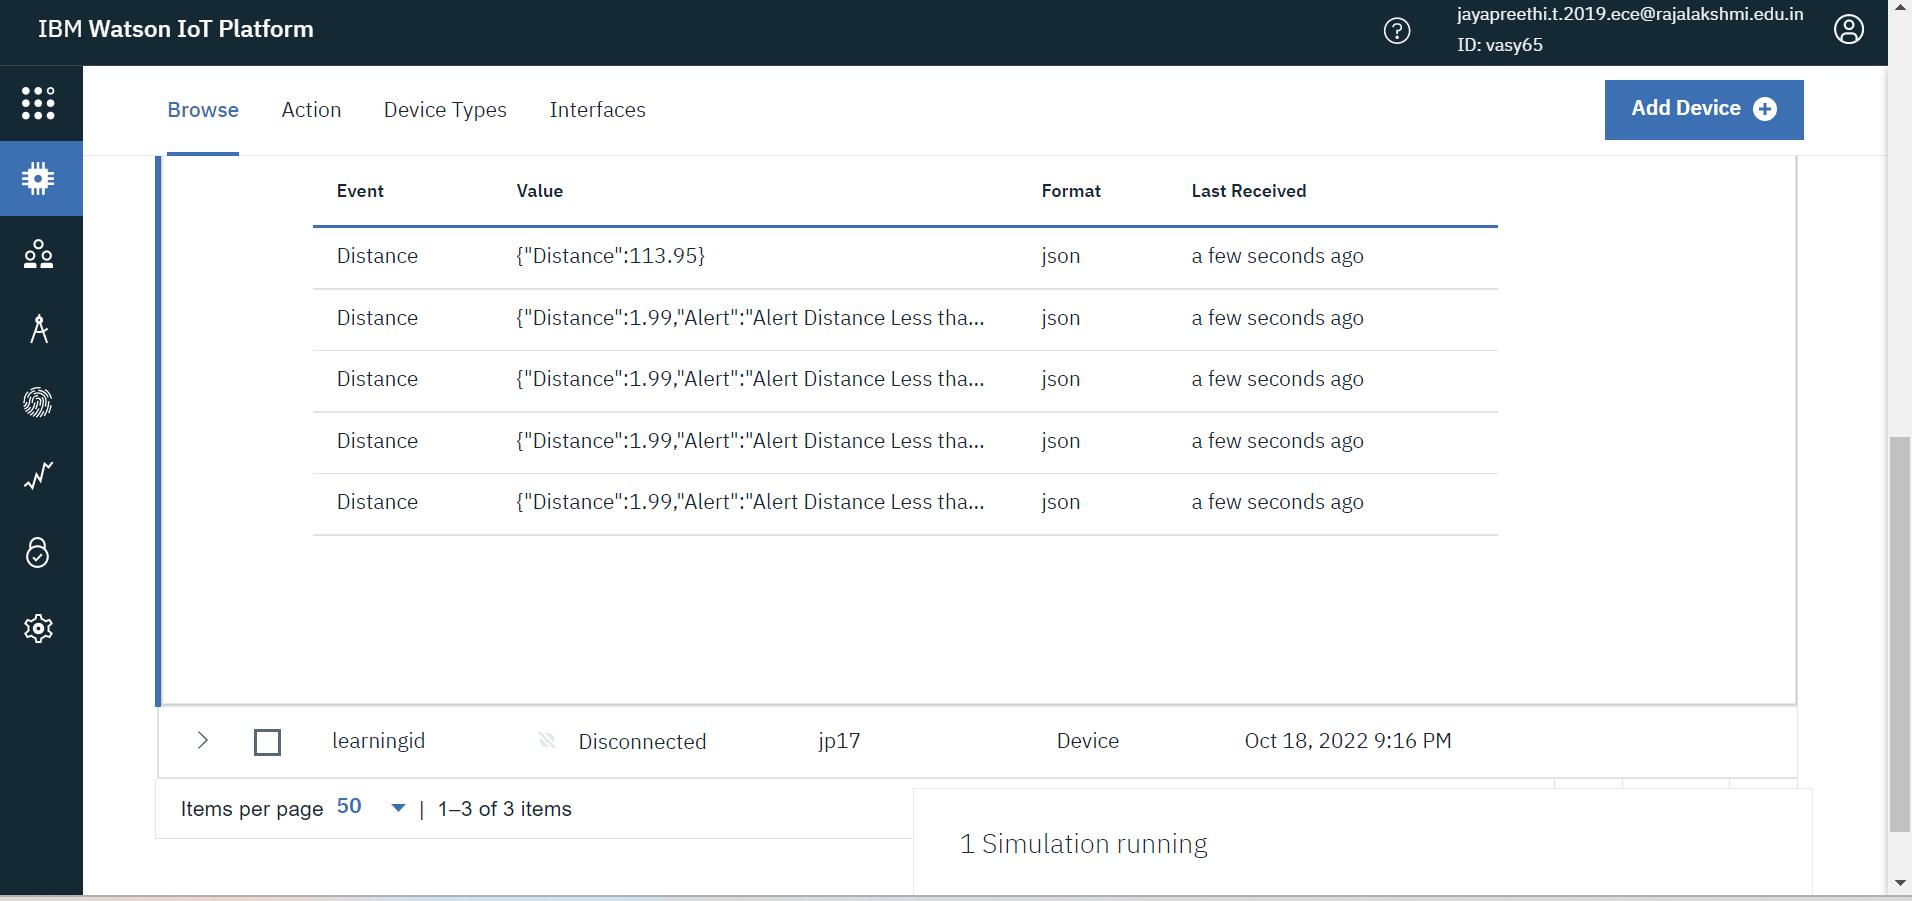 IBM Watson IoT Platform
jayapreethi.t.2019.ece@rajalakshmi.edu.in
ID: vasy65
Browse Action Device Types Interfaces
Add Device
Event Value Format Last Received
Distance {"Distance":113.95} json a few seconds ago
Distance {"Distance":1.99,"Alert":"Alert Distance Less tha... json a few seconds ago
Distance {"Distance":1.99,"Alert":"Alert Distance Less tha... json a few seconds ago
Distance {"Distance":1.99,"Alert":"Alert Distance Less tha... json a few seconds ago
Distance {"Distance":1.99,"Alert":"Alert Distance Less tha... json a few seconds ago
learningid Disconnected jp17 Device Oct 18, 2022 9:16 PM
Items per page 50 | 1–3 of 3 items
1 Simulation running